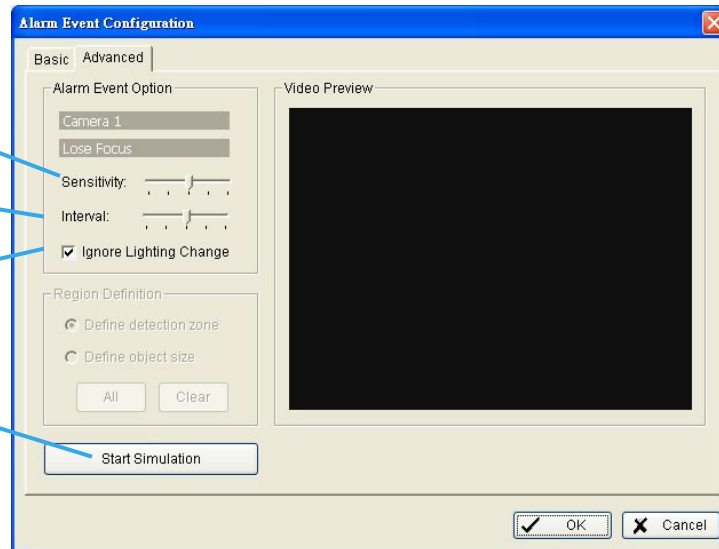 Alarm Event Configuration
Basic
Advanced
Alarm Event Option
Camera 1
Lose Focus
Sensitivity:
Interval:
Ignore Lighting Change
Region Definition
Define detection zone
Define object size
All
Clear
Start Simulation
Video Preview
OK
Cancel